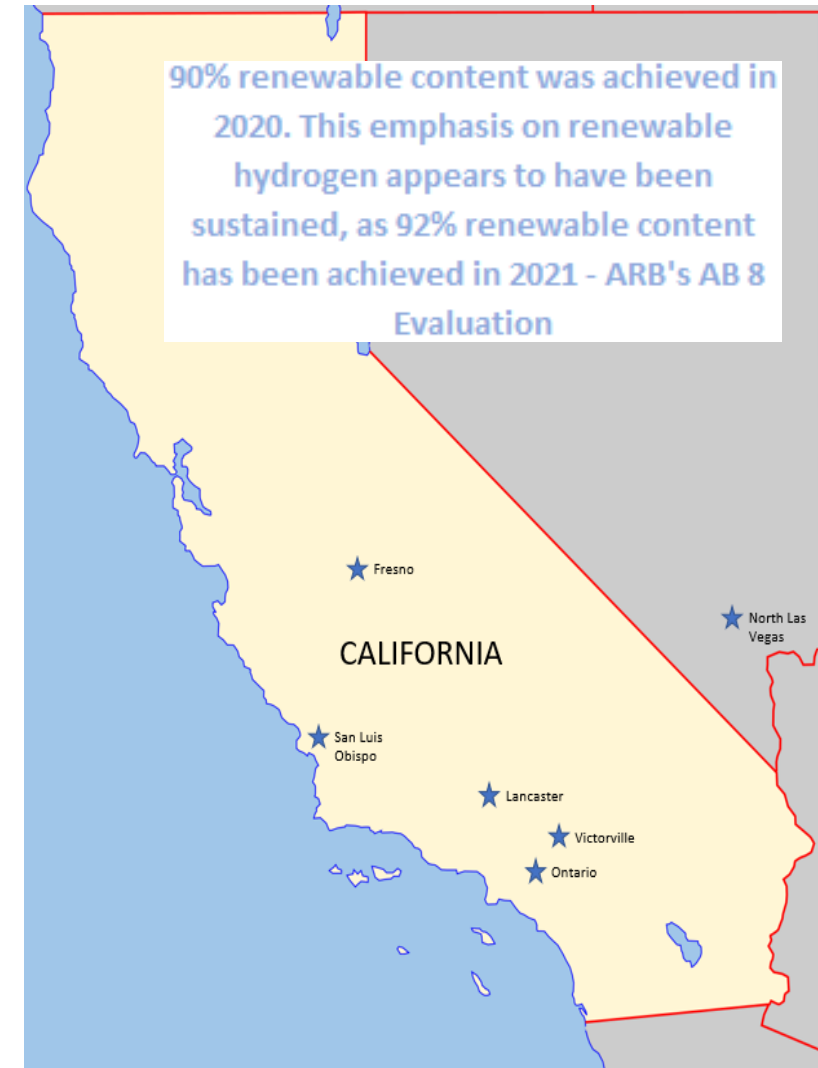 90% renewable content was achieved in
2020. This emphasis on renewable
hydrogen appears to have been
sustained, as 92% renewable content
has been achieved in 2021 - ARB's AB 8
Evaluation
Fresno
North Las
Vegas
CALIFORNIA
San Luis
Obispo
Lancaster
Victorville
Ontario